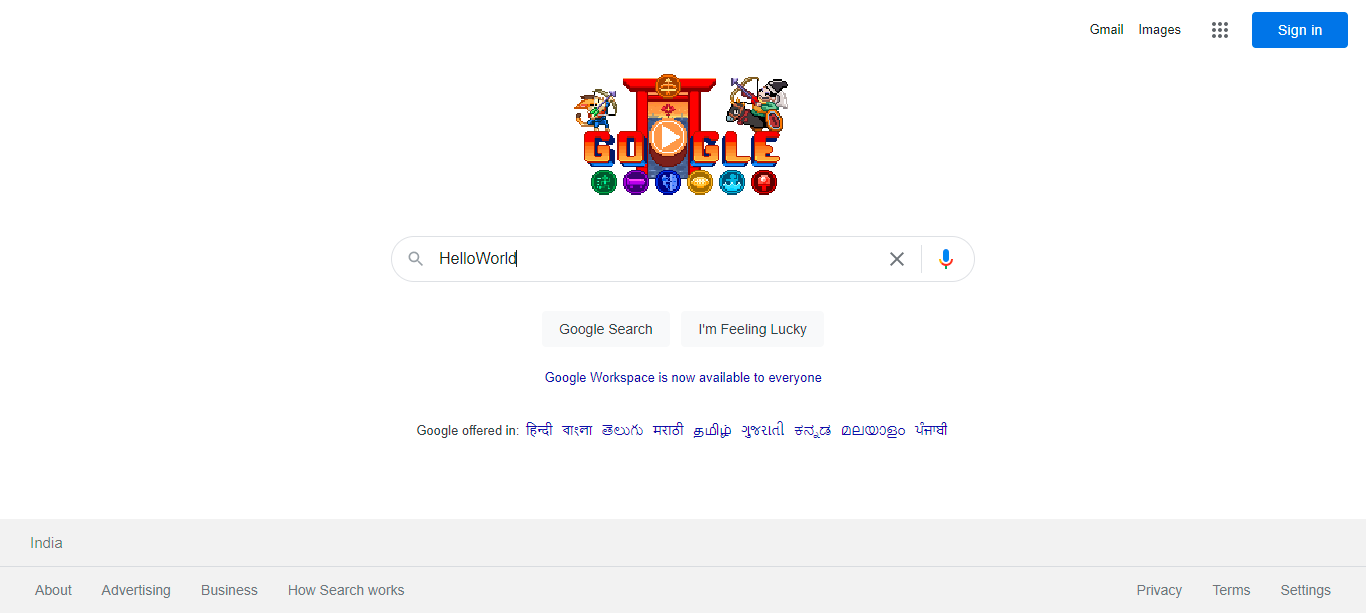 Gmail Images Sign in
GOOGLE
HelloWorld
Google Search I'm Feeling Lucky
Google Workspace is now available to everyone
Google offered in: हिन्दी বাংলা తెలుగు मराठी தமிழ் ગુજરાતી ಕನ್ನಡ മലയാളം ਪੰਜਾਬੀ
India
About Advertising Business How Search works Privacy Terms Settings